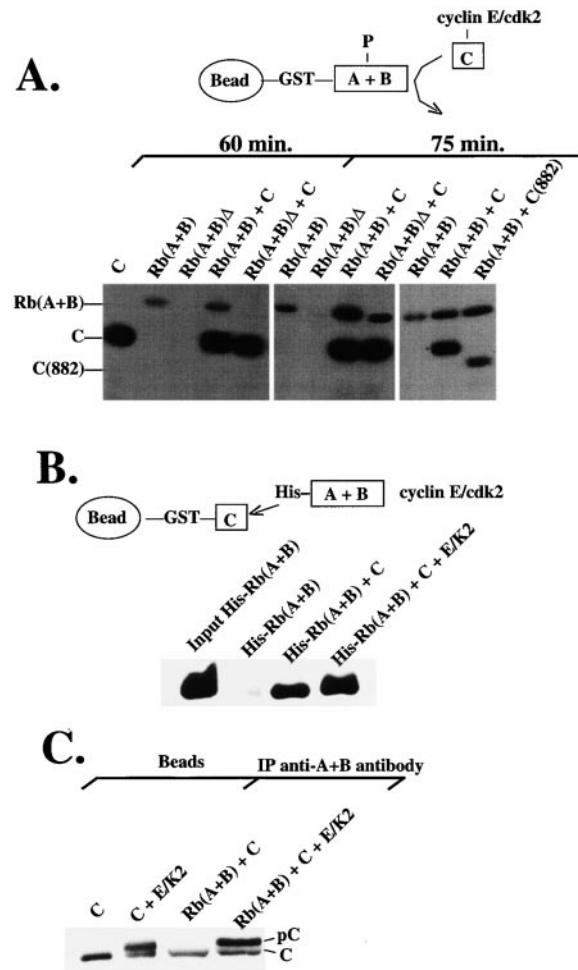 A.
cyclin E/cdk2
P
C
Bead
GST
A + B
60 min.
75 min.
C
Rb(A+B)
Rb(A+B)Δ
Rb(A+B) + C
Rb(A+B)Δ + C
Rb(A+B)
Rb(A+B)Δ
Rb(A+B) + C
Rb(A+B)Δ + C
Rb(A+B)
Rb(A+B) + C
Rb(A+B) + C(882)
Rb(A+B)
C
C(882)
B.
His
A + B
cyclin E/cdk2
Bead
GST
C
Input His-Rb(A+B)
His-Rb(A+B)
His-Rb(A+B) + C
His-Rb(A+B) + C + E/K2
C.
Beads
IP anti-A+B antibody
C
C + E/K2
Rb(A+B) + C
Rb(A+B) + C + E/K2
pC
C